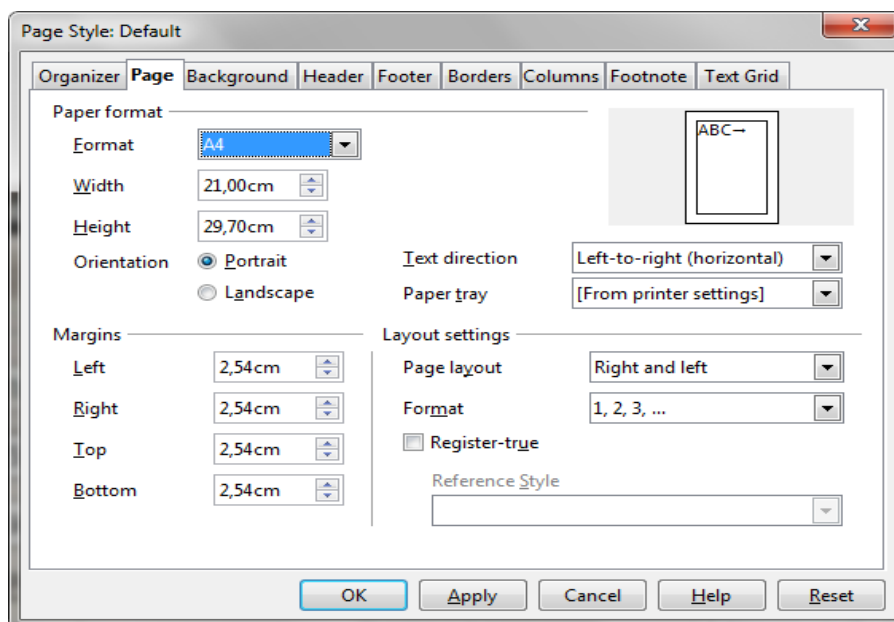 Page Style: Default
Organizer Page Background Header Footer Borders Columns Footnote Text Grid
Paper format
Format A4
ABC→
Width 21,00cm
Height 29,70cm
Orientation Portrait
Text direction Left-to-right (horizontal)
Landscape
Paper tray [From printer settings]
Margins
Left 2,54cm
Right 2,54cm
Top 2,54cm
Bottom 2,54cm
Layout settings
Page layout Right and left
Format 1, 2, 3, ...
Register-true
Reference Style
OK Apply Cancel Help Reset